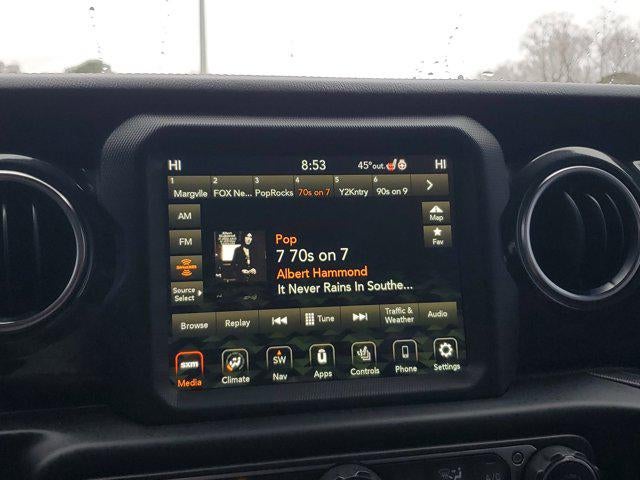 HI 8:53 45°out. HI
1 2 3 4 5 6
Margvlle FOX Ne... PopRocks 70s on 7 Y2Kntry 90s on 9
AM
Map
FM
Fav
SiriusXM
Source
Select
Pop
7 70s on 7
Albert Hammond
It Never Rains In Southe...
Browse Replay Tune Traffic & Weather Audio
sxm SW
Media Climate Nav Apps Controls Phone Settings
A/C